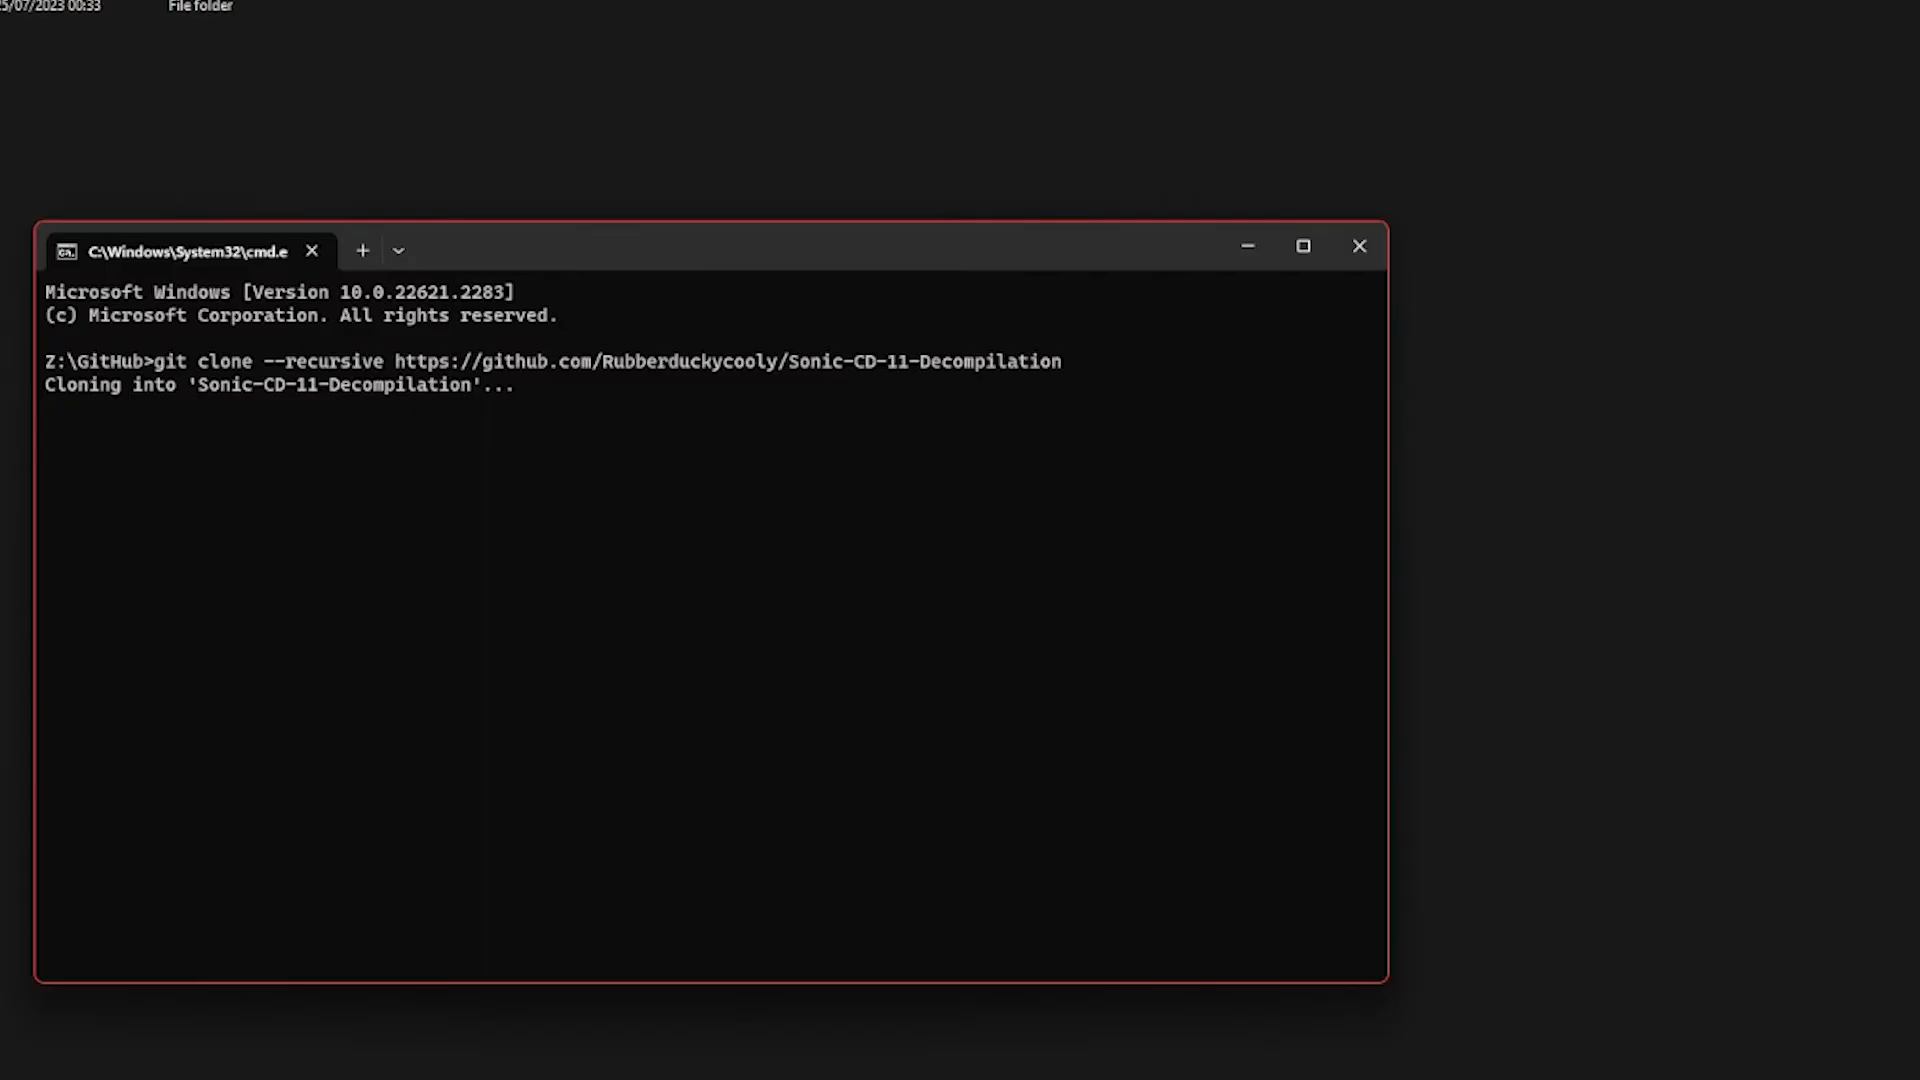 5/07/2023 00:33 File folder
C:\Windows\System32\cmd.e
Microsoft Windows [Version 10.0.22621.2283]
(c) Microsoft Corporation. All rights reserved.
Z:\GitHub>git clone --recursive https://github.com/Rubberduckycooly/Sonic-CD-11-Decompilation
Cloning into 'Sonic-CD-11-Decompilation'...